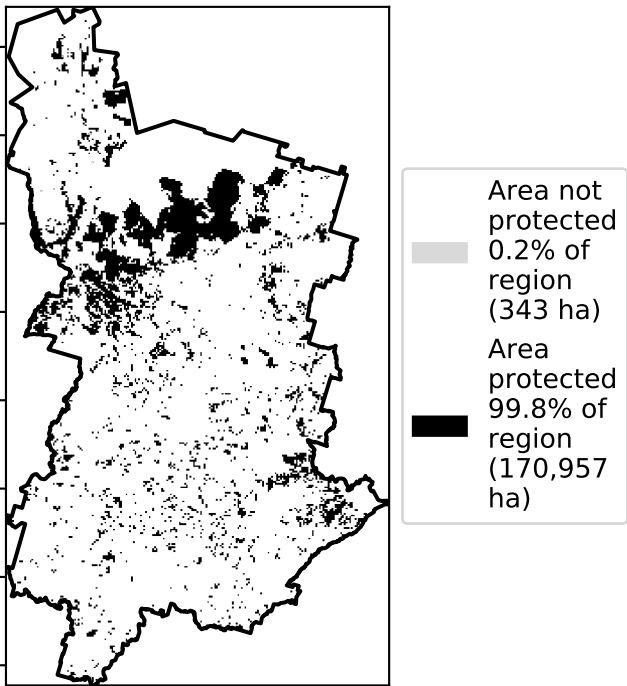 Area not
protected
0.2% of
region
(343 ha)
Area
protected
99.8% of
region
(170,957
ha)